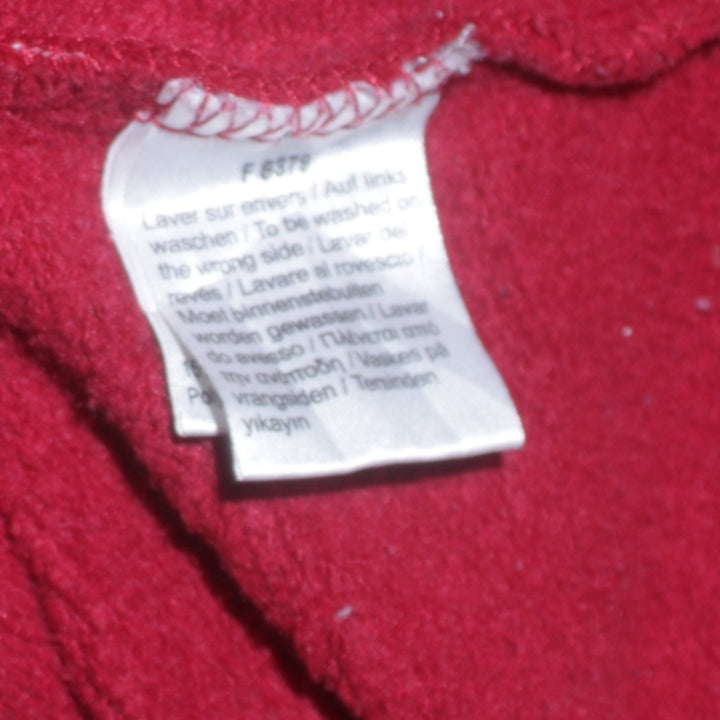 F 6379
Laver sur envers / Auf links
waschen / To be washed on
the wrong side / Lavar del
revés / Lavare al rovescio /
Moet binnenstebuiten
worden gewassen / Lavar
do avesso / Πλένεται από
την ανάποδη / Vaskes på
vrangsiden / Tersinden
yıkayın